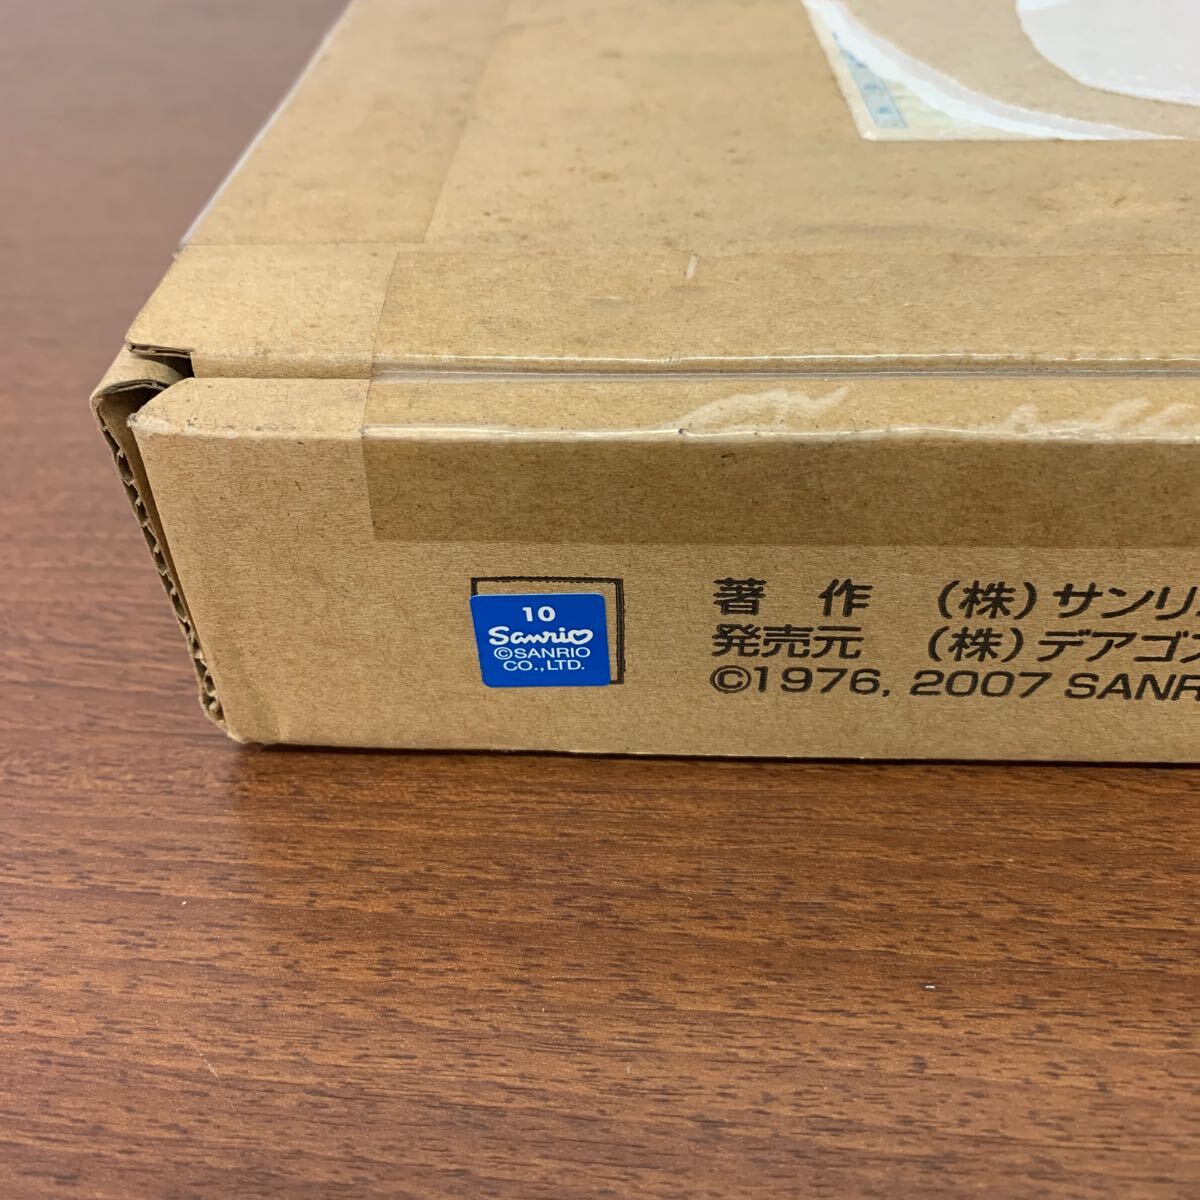 10
Sanrio
©SANRIO
CO.,LTD.
著 作 (株) サンリ
発売元 (株) デアゴス
©1976, 2007 SANR